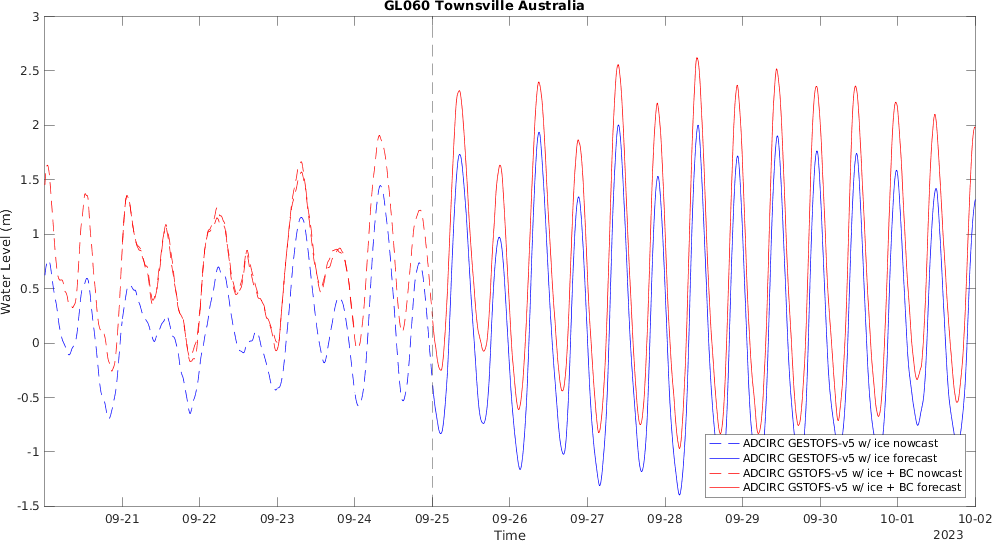 GL060 Townsville Australia
3
2.5
2
1.5
1
0.5
0
-0.5
-1
-1.5
Water Level (m)
ADCIRC GESTOFS-v5 w/ ice nowcast
ADCIRC GESTOFS-v5 w/ ice forecast
ADCIRC GSTOFS-v5 w/ ice + BC nowcast
ADCIRC GSTOFS-v5 w/ ice + BC forecast
09-21 09-22 09-23 09-24 09-25 09-26 09-27 09-28 09-29 09-30 10-01 10-02
Time
2023